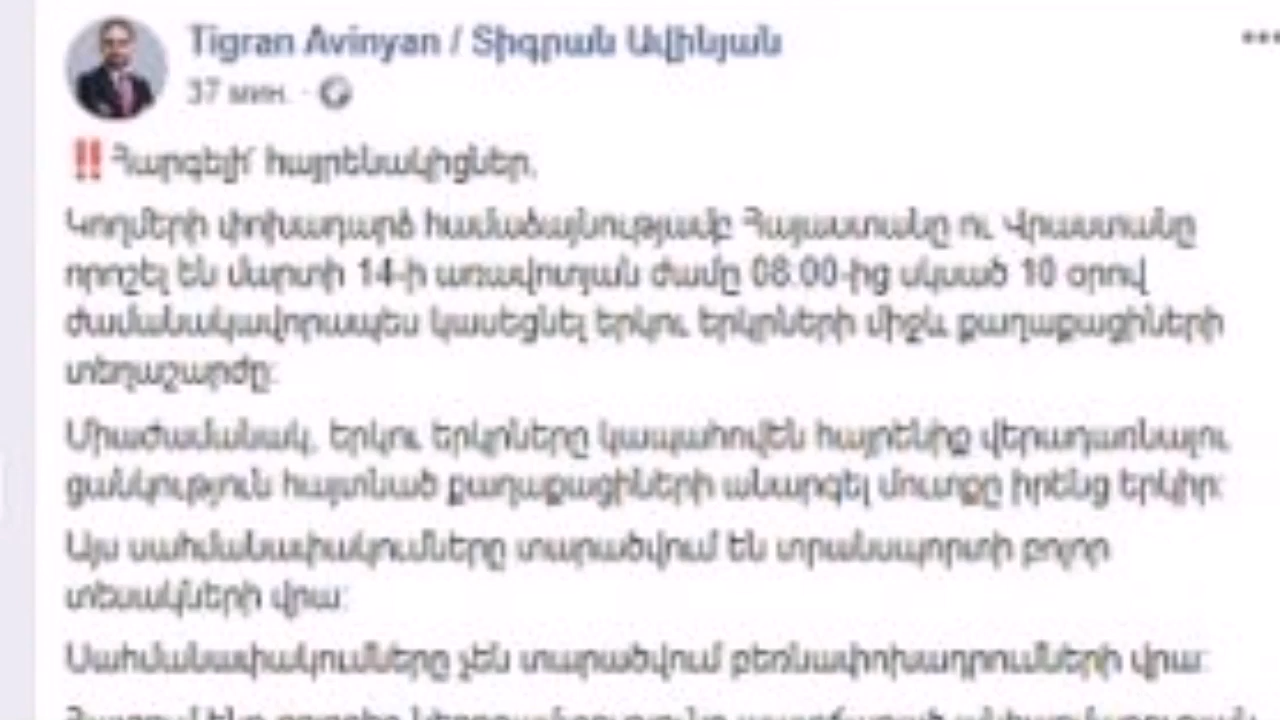 Tigran Avinyan / Տիգրան Ավինյան
37 мин. ·
‼Հարգելի՛ հայրենակիցներ,
Կողմերի փոխադարձ համաձայնությամբ Հայաստանը ու Վրաստանը
որոշել են մարտի 14-ի առավոտյան ժամը 08:00-ից սկսած 10 օրով
ժամանակավորապես կասեցնել երկու երկրների միջև քաղաքացիների
տեղաշարժը:
Միաժամանակ, երկու երկրները կապահովեն հայրենիք վերադառնալու
ցանկություն հայտնած քաղաքացիների անարգել մուտքը իրենց երկիր:
Այս սահմանափակումները տարածվում են տրանսպորտի բոլոր
տեսակների վրա:
Սահմանափակումները չեն տարածվում բեռնափոխադրումների վրա: